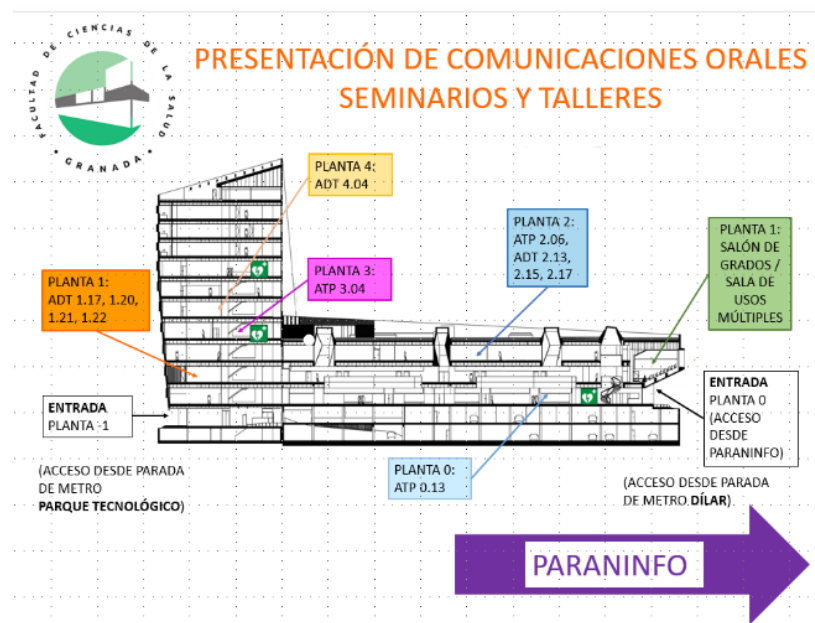 FACULTAD DE CIENCIAS DE LA SALUD
GRANADA
PRESENTACIÓN DE COMUNICACIONES ORALES
SEMINARIOS Y TALLERES
PLANTA 4:
ADT 4.04
PLANTA 2:
ATP 2.06,
ADT 2.13,
2.15, 2.17
PLANTA 1:
SALÓN DE
GRADOS /
SALA DE
USOS
MÚLTIPLES
PLANTA 3:
ATP 3.04
PLANTA 1:
ADT 1.17, 1.20,
1.21, 1.22
ENTRADA
PLANTA -1
ENTRADA
PLANTA 0
(ACCESO
DESDE
PARANINFO)
PLANTA 0:
ATP 0.13
(ACCESO DESDE PARADA
DE METRO
PARQUE TECNOLÓGICO)
(ACCESO DESDE PARADA
DE METRO DÍLAR)
PARANINFO